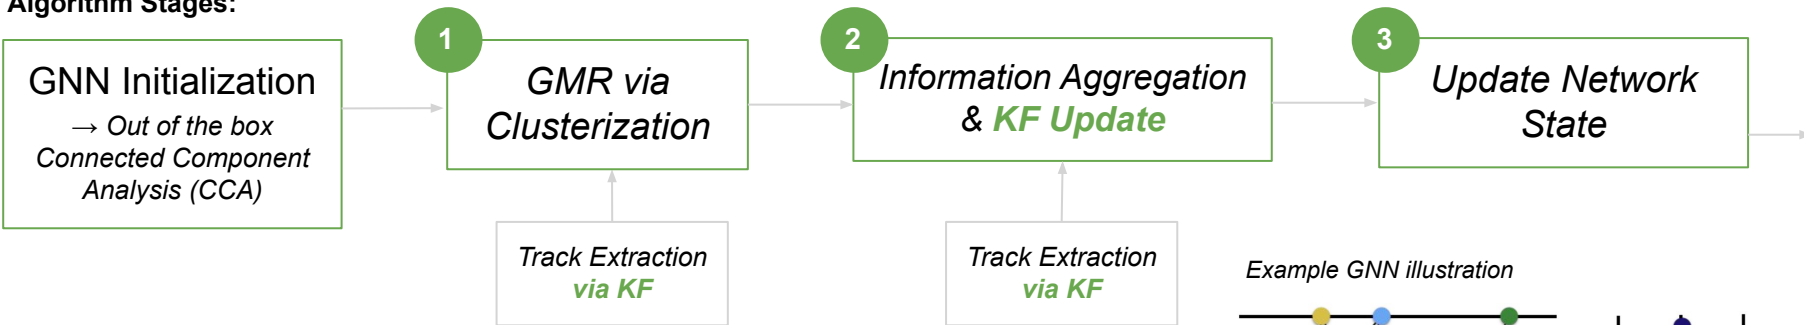 Algorithm Stages:
GNN Initialization
→ Out of the box
Connected Component
Analysis (CCA)
1
GMR via
Clusterization
2
Information Aggregation
& KF Update
3
Update Network
State
Track Extraction
via KF
Track Extraction
via KF
Example GNN illustration